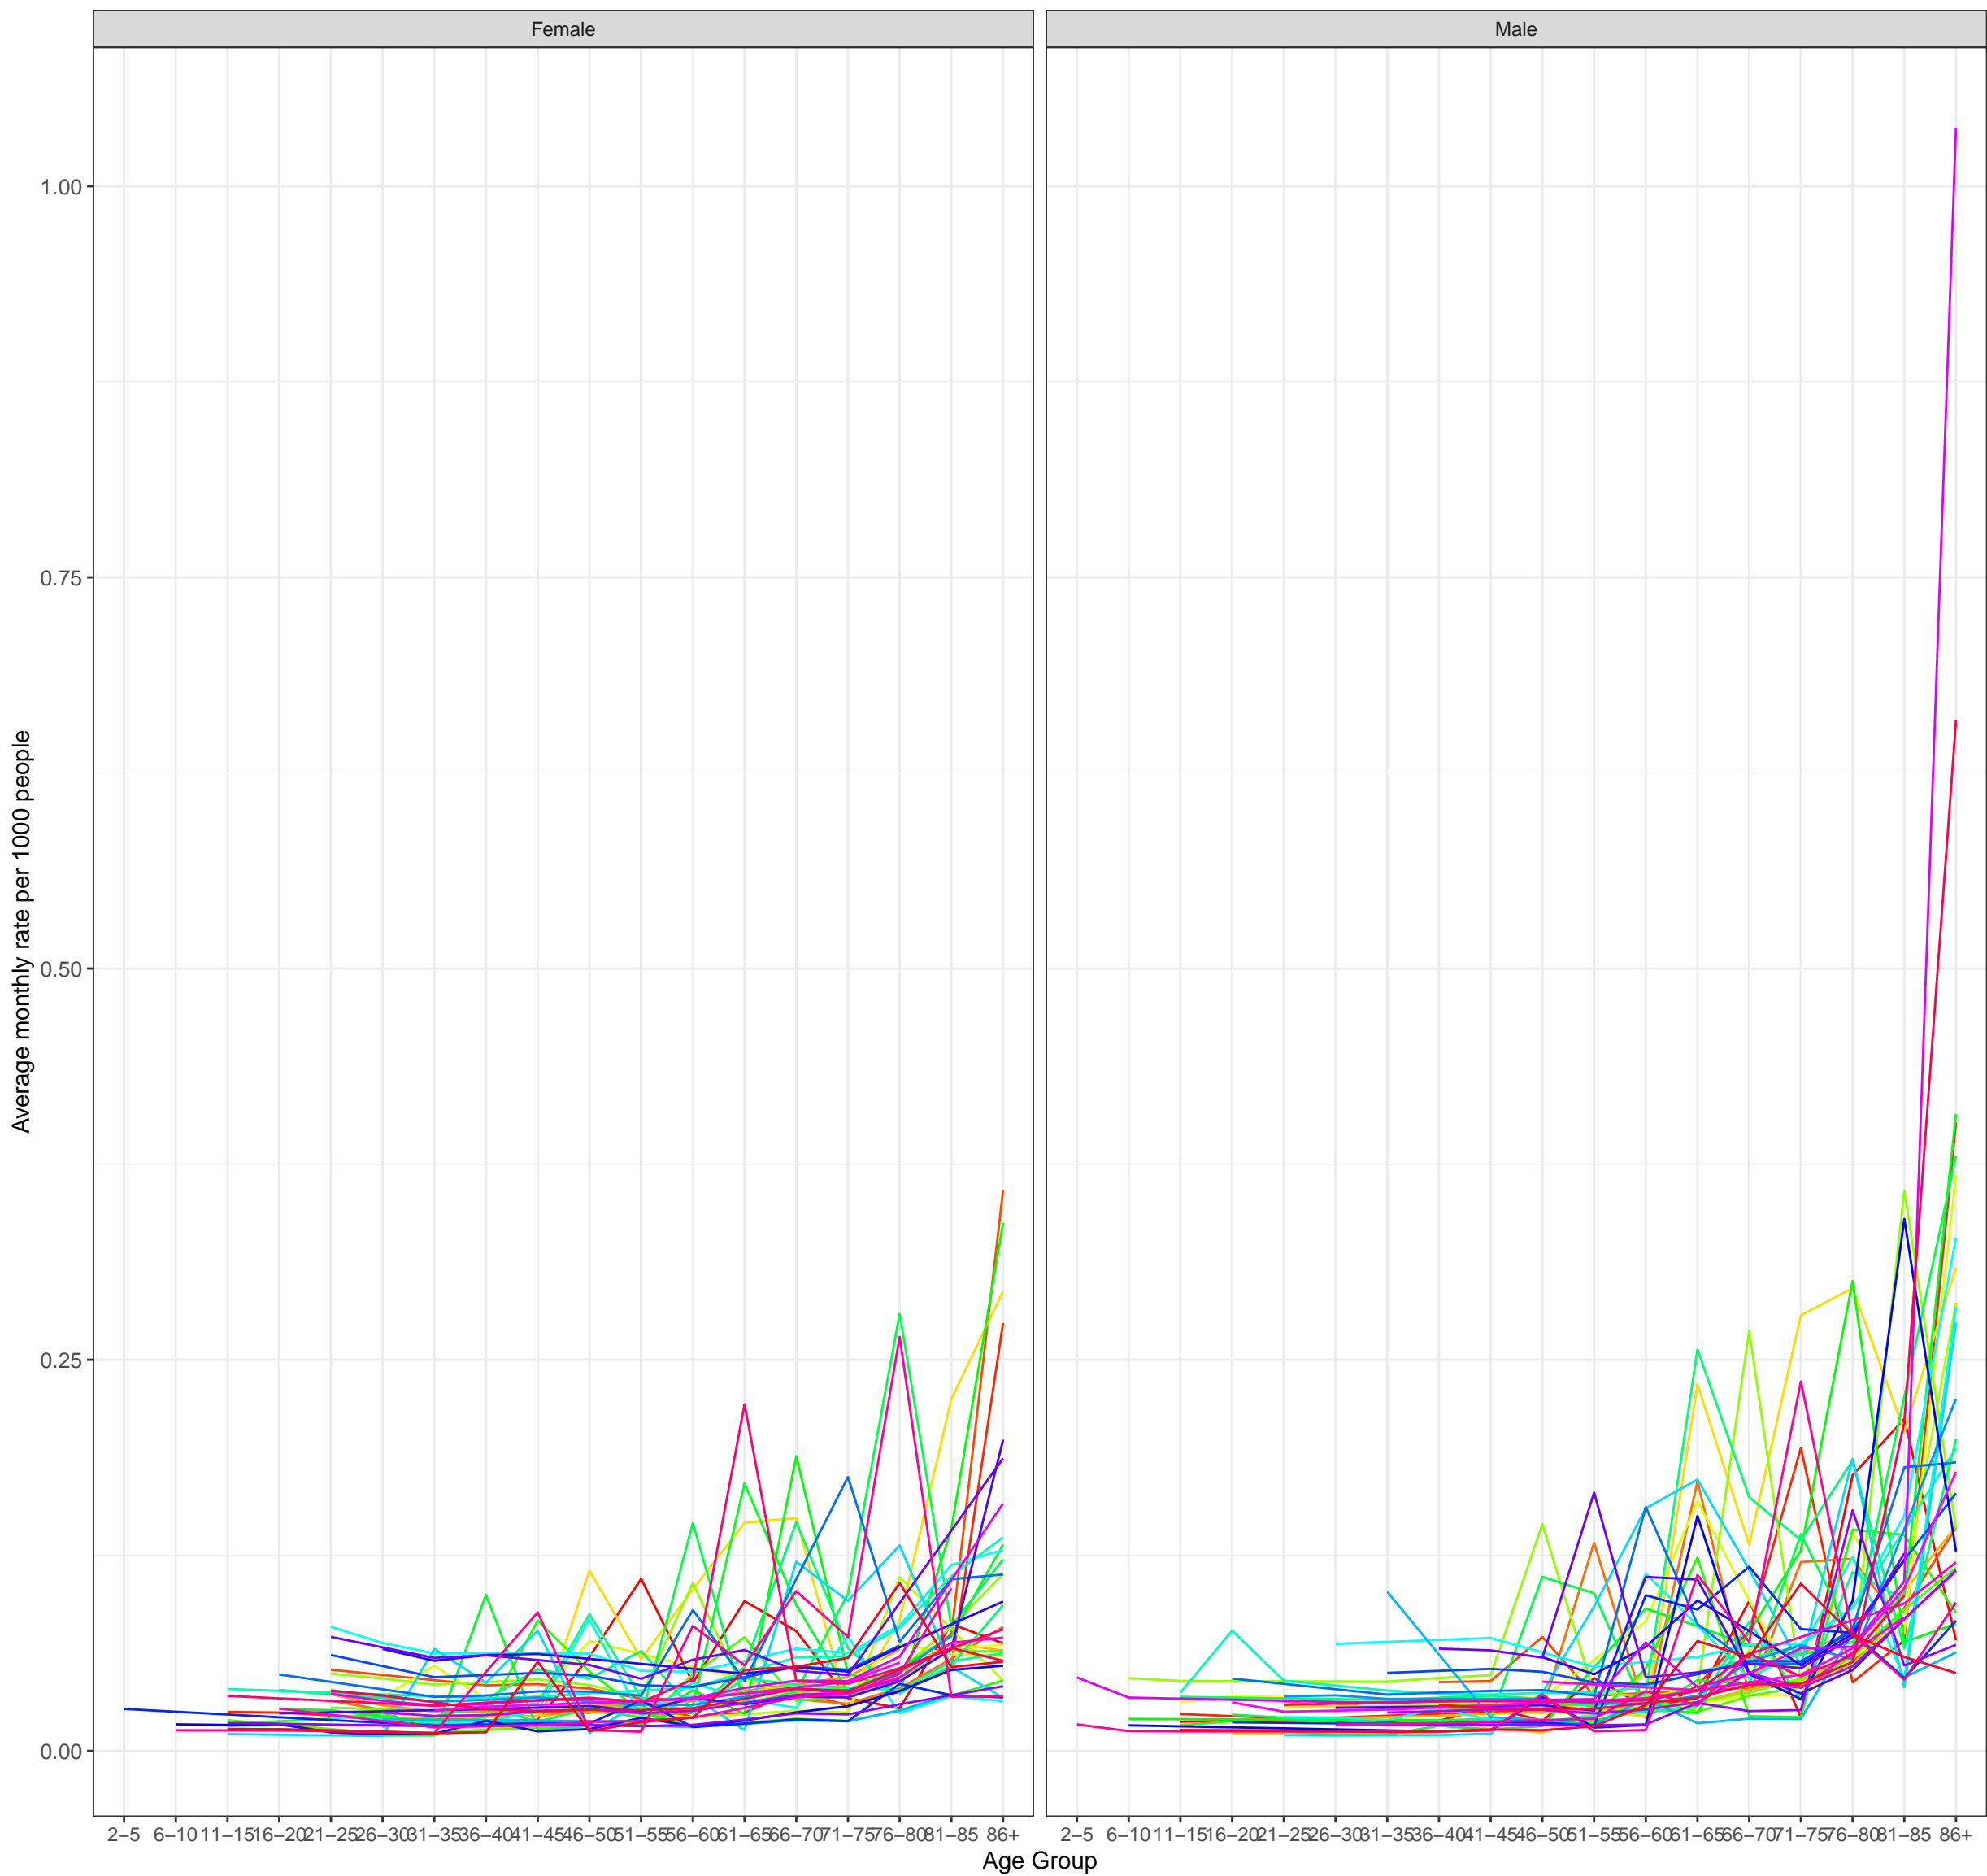 Female Male
Average monthly rate per 1000 people
1.00
0.75
0.50
0.25
0.00
2–5 6–10 11–15 16–20 21–25 26–30 31–35 36–40 41–45 46–50 51–55 56–60 61–65 66–70 71–75 76–80 81–85 86+ 2–5 6–10 11–15 16–20 21–25 26–30 31–35 36–40 41–45 46–50 51–55 56–60 61–65 66–70 71–75 76–80 81–85 86+
Age Group